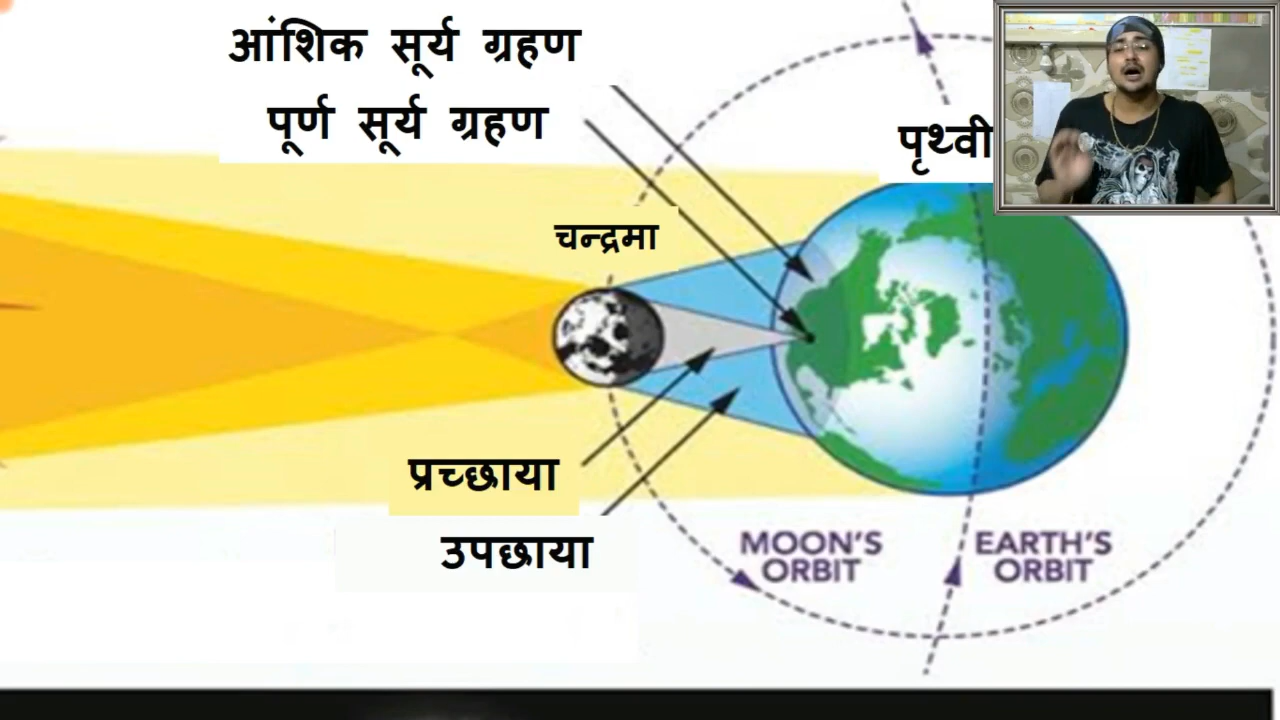 आंशिक सूर्य ग्रहण
पूर्ण सूर्य ग्रहण
पृथ्वी
चन्द्रमा
प्रच्छाया
उपछाया
MOON'S
ORBIT
EARTH'S
ORBIT